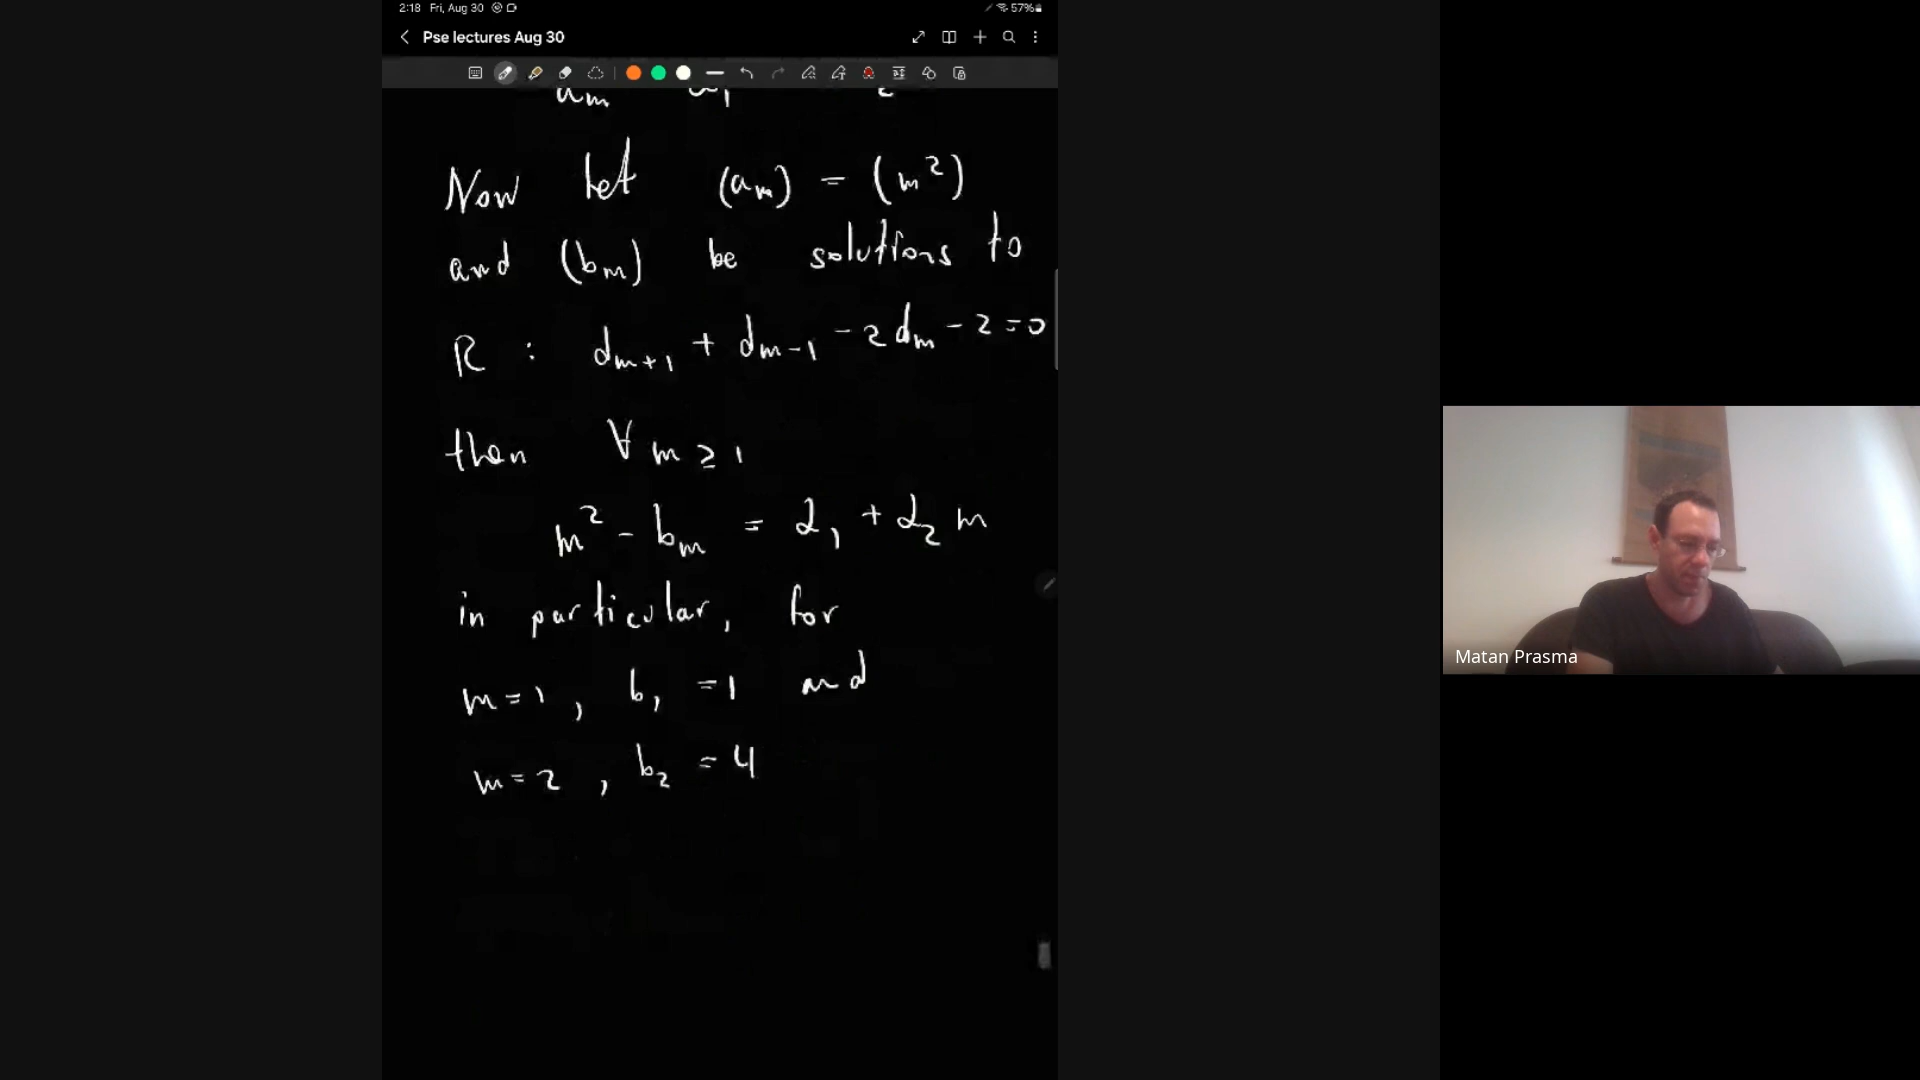 2:18 Fri, Aug 30 57%
Pse lectures Aug 30
Now let (a_m) = (m²)
and (b_m) be solutions to
R : d_{m+1} + d_{m-1} - 2d_m - 2 = 0
then ∀ m ≥ 1
m² - b_m = α_1 + α_2 m
in particular, for
m = 1, b_1 = 1 and
m = 2, b_2 = 4
Matan Prasma